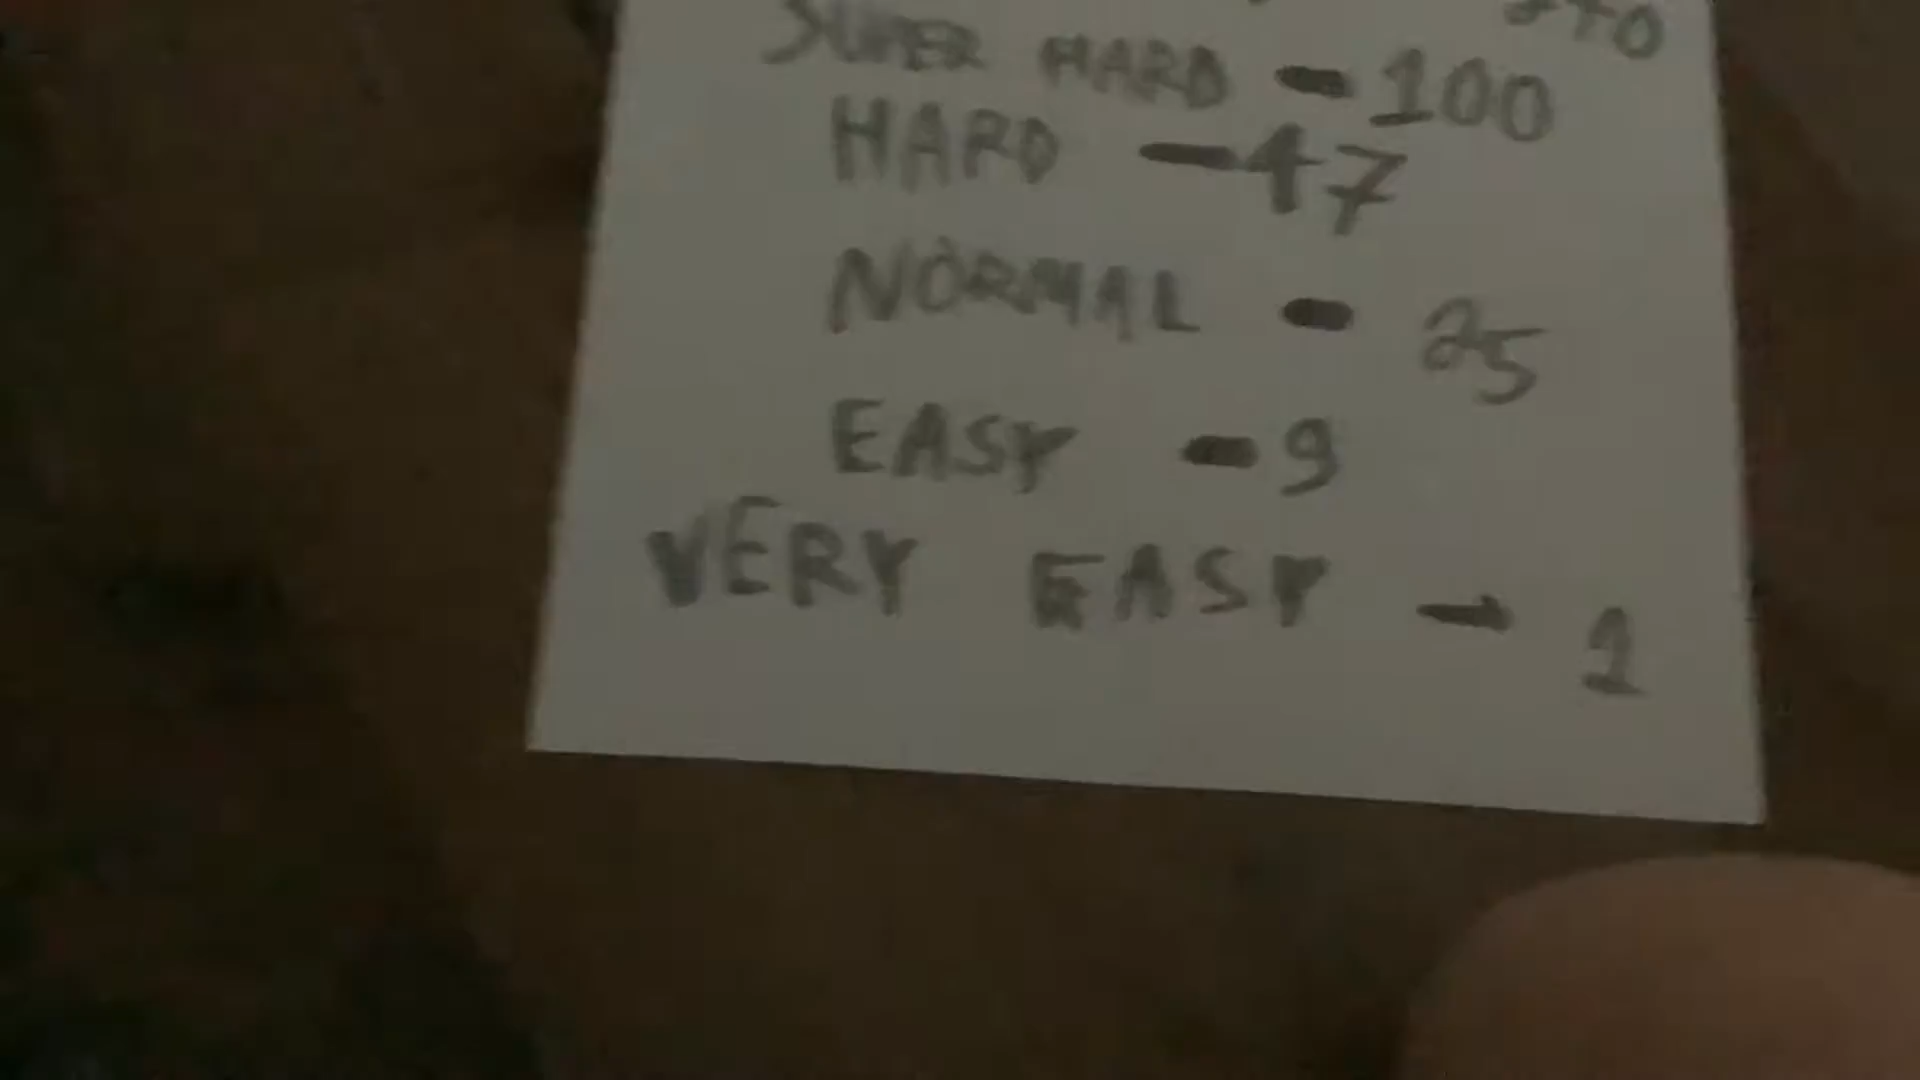 SUPER HARD - 100
HARD - 47
NORMAL - 25
EASY - 9
VERY EASY - 1